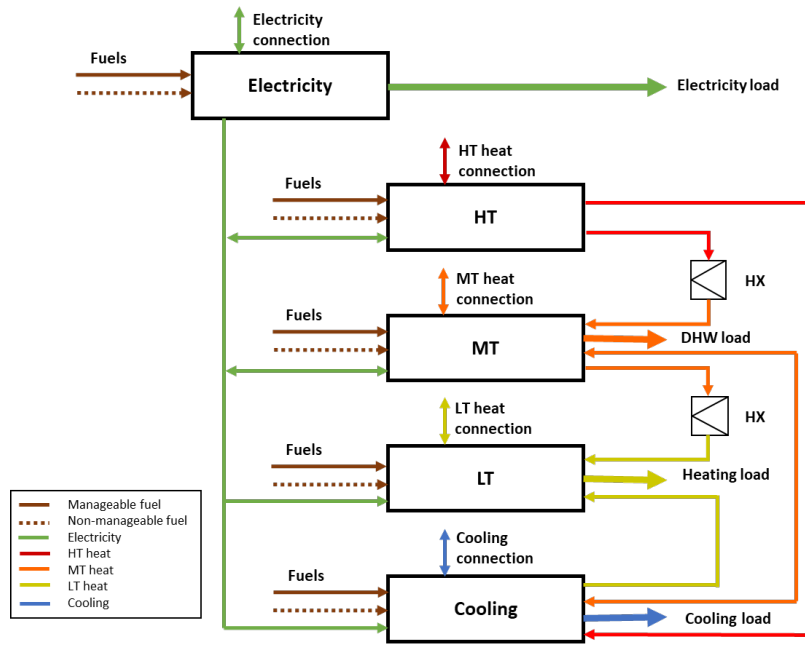 Electricity
connection
Fuels
Electricity
Electricity load
HT heat
connection
Fuels
HT
HX
MT heat
connection
Fuels
MT
DHW load
LT heat
connection
HX
Fuels
LT
Heating load
Manageable fuel
Non-manageable fuel
Electricity
HT heat
MT heat
LT heat
Cooling
Cooling
connection
Fuels
Cooling
Cooling load